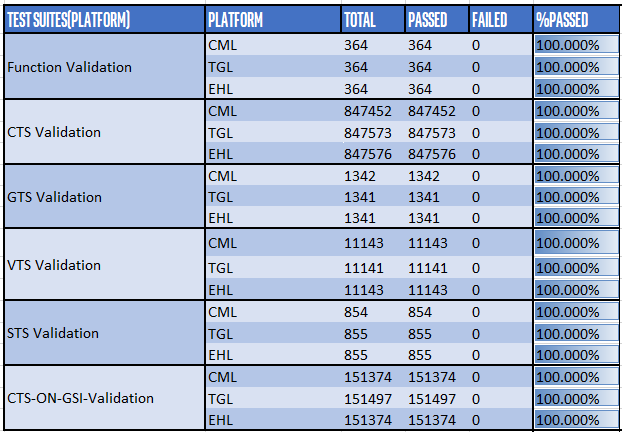 TEST SUITES(PLATFORM) PLATFORM TOTAL PASSED FAILED %PASSED
Function Validation
CML 364 364 0 100.000%
TGL 364 364 0 100.000%
EHL 364 364 0 100.000%
CTS Validation
CML 847452 847452 0 100.000%
TGL 847573 847573 0 100.000%
EHL 847576 847576 0 100.000%
GTS Validation
CML 1342 1342 0 100.000%
TGL 1341 1341 0 100.000%
EHL 1341 1341 0 100.000%
VTS Validation
CML 11143 11143 0 100.000%
TGL 11141 11141 0 100.000%
EHL 11143 11143 0 100.000%
STS Validation
CML 854 854 0 100.000%
TGL 855 855 0 100.000%
EHL 855 855 0 100.000%
CTS-ON-GSI-Validation
CML 151374 151374 0 100.000%
TGL 151497 151497 0 100.000%
EHL 151374 151374 0 100.000%